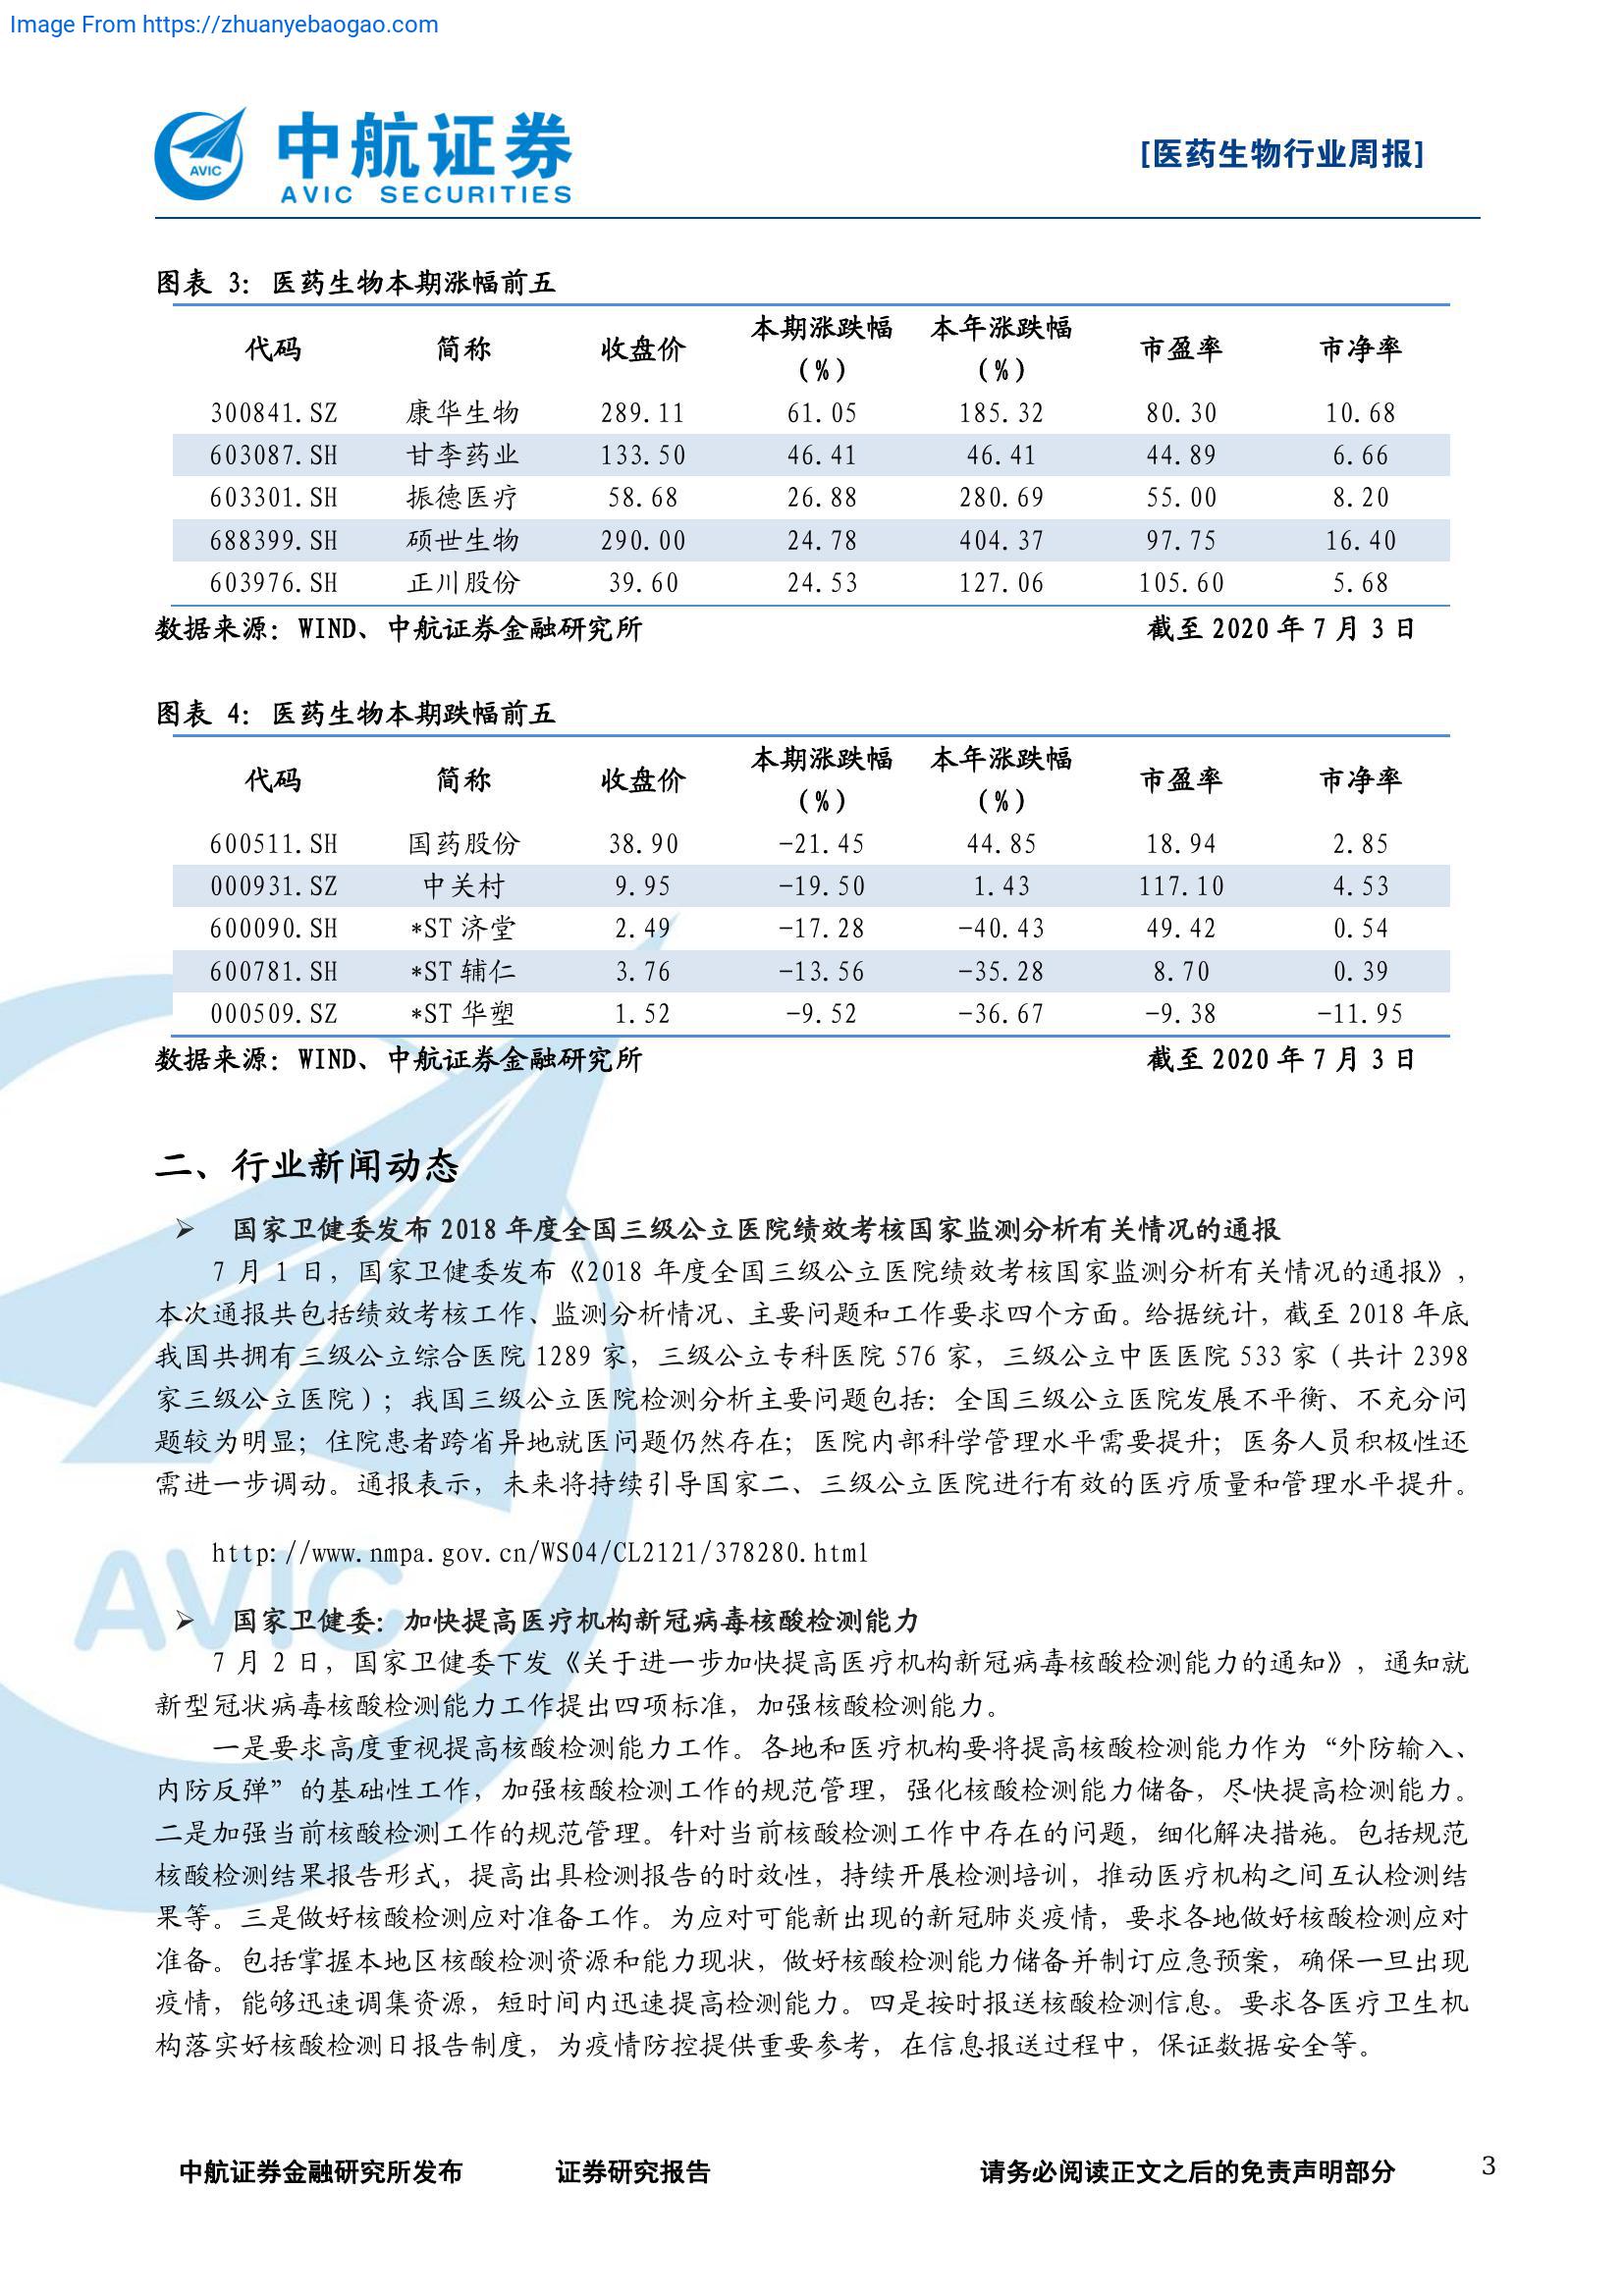 Image From https://zhuanyebaogao.com
中航证券
AVIC
AVIC SECURITIES
[医药生物行业周报]
图表 3：医药生物本期涨幅前五
代码 简称 收盘价 本期涨跌幅（%） 本年涨跌幅（%） 市盈率 市净率
300841.SZ 康华生物 289.11 61.05 185.32 80.30 10.68
603087.SH 甘李药业 133.50 46.41 46.41 44.89 6.66
603301.SH 振德医疗 58.68 26.88 280.69 55.00 8.20
688399.SH 硕世生物 290.00 24.78 404.37 97.75 16.40
603976.SH 正川股份 39.60 24.53 127.06 105.60 5.68
数据来源：WIND、中航证券金融研究所 截至 2020 年 7 月 3 日
图表 4：医药生物本期跌幅前五
代码 简称 收盘价 本期涨跌幅（%） 本年涨跌幅（%） 市盈率 市净率
600511.SH 国药股份 38.90 -21.45 44.85 18.94 2.85
000931.SZ 中关村 9.95 -19.50 1.43 117.10 4.53
600090.SH *ST 济堂 2.49 -17.28 -40.43 49.42 0.54
600781.SH *ST 辅仁 3.76 -13.56 -35.28 8.70 0.39
000509.SZ *ST 华塑 1.52 -9.52 -36.67 -9.38 -11.95
数据来源：WIND、中航证券金融研究所 截至 2020 年 7 月 3 日
二、行业新闻动态
➢ 国家卫健委发布 2018 年度全国三级公立医院绩效考核国家监测分析有关情况的通报
7 月 1 日，国家卫健委发布《2018 年度全国三级公立医院绩效考核国家监测分析有关情况的通报》，
本次通报共包括绩效考核工作、监测分析情况、主要问题和工作要求四个方面。给据统计，截至 2018 年底
我国共拥有三级公立综合医院 1289 家，三级公立专科医院 576 家，三级公立中医医院 533 家（共计 2398
家三级公立医院）；我国三级公立医院检测分析主要问题包括：全国三级公立医院发展不平衡、不充分问
题较为明显；住院患者跨省异地就医问题仍然存在；医院内部科学管理水平需要提升；医务人员积极性还
需进一步调动。通报表示，未来将持续引导国家二、三级公立医院进行有效的医疗质量和管理水平提升。
http://www.nmpa.gov.cn/WS04/CL2121/378280.html
AVIC
➢ 国家卫健委：加快提高医疗机构新冠病毒核酸检测能力
7 月 2 日，国家卫健委下发《关于进一步加快提高医疗机构新冠病毒核酸检测能力的通知》，通知就
新型冠状病毒核酸检测能力工作提出四项标准，加强核酸检测能力。
一是要求高度重视提高核酸检测能力工作。各地和医疗机构要将提高核酸检测能力作为“外防输入、
内防反弹”的基础性工作，加强核酸检测工作的规范管理，强化核酸检测能力储备，尽快提高检测能力。
二是加强当前核酸检测工作的规范管理。针对当前核酸检测工作中存在的问题，细化解决措施。包括规范
核酸检测结果报告形式，提高出具检测报告的时效性，持续开展检测培训，推动医疗机构之间互认检测结
果等。三是做好核酸检测应对准备工作。为应对可能新出现的新冠肺炎疫情，要求各地做好核酸检测应对
准备。包括掌握本地区核酸检测资源和能力现状，做好核酸检测能力储备并制订应急预案，确保一旦出现
疫情，能够迅速调集资源，短时间内迅速提高检测能力。四是按时报送核酸检测信息。要求各医疗卫生机
构落实好核酸检测日报告制度，为疫情防控提供重要参考，在信息报送过程中，保证数据安全等。
中航证券金融研究所发布 证券研究报告 请务必阅读正文之后的免责声明部分 3